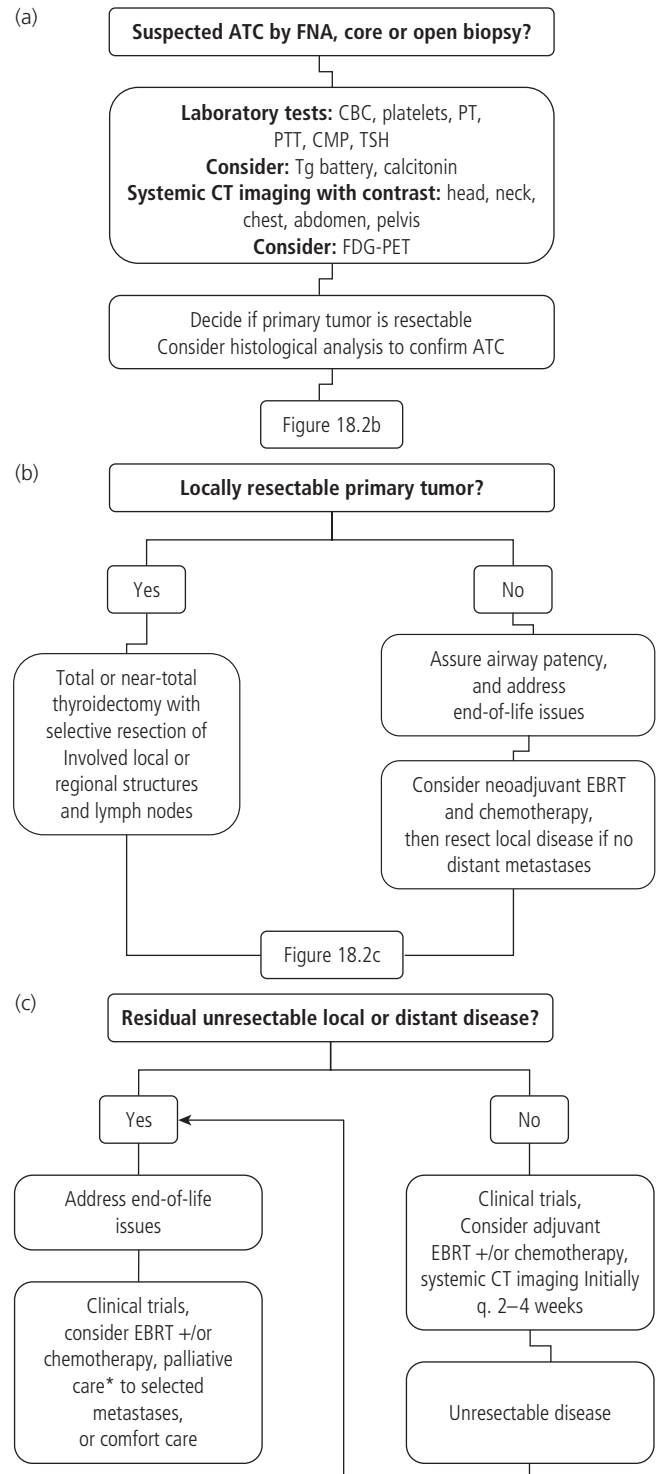 (a)
Suspected ATC by FNA, core or open biopsy?
Laboratory tests: CBC, platelets, PT,
PTT, CMP, TSH
Consider: Tg battery, calcitonin
Systemic CT imaging with contrast: head, neck,
chest, abdomen, pelvis
Consider: FDG-PET
Decide if primary tumor is resectable
Consider histological analysis to confirm ATC
Figure 18.2b
(b)
Locally resectable primary tumor?
Yes
Total or near-total
thyroidectomy with
selective resection of
Involved local or
regional structures
and lymph nodes
No
Assure airway patency,
and address
end-of-life issues
Consider neoadjuvant EBRT
and chemotherapy,
then resect local disease if no
distant metastases
Figure 18.2c
(c)
Residual unresectable local or distant disease?
Yes
Address end-of-life
issues
Clinical trials,
consider EBRT +/or
chemotherapy, palliative
care* to selected
metastases,
or comfort care
No
Clinical trials,
Consider adjuvant
EBRT +/or chemotherapy,
systemic CT imaging Initially
q. 2–4 weeks
Unresectable disease